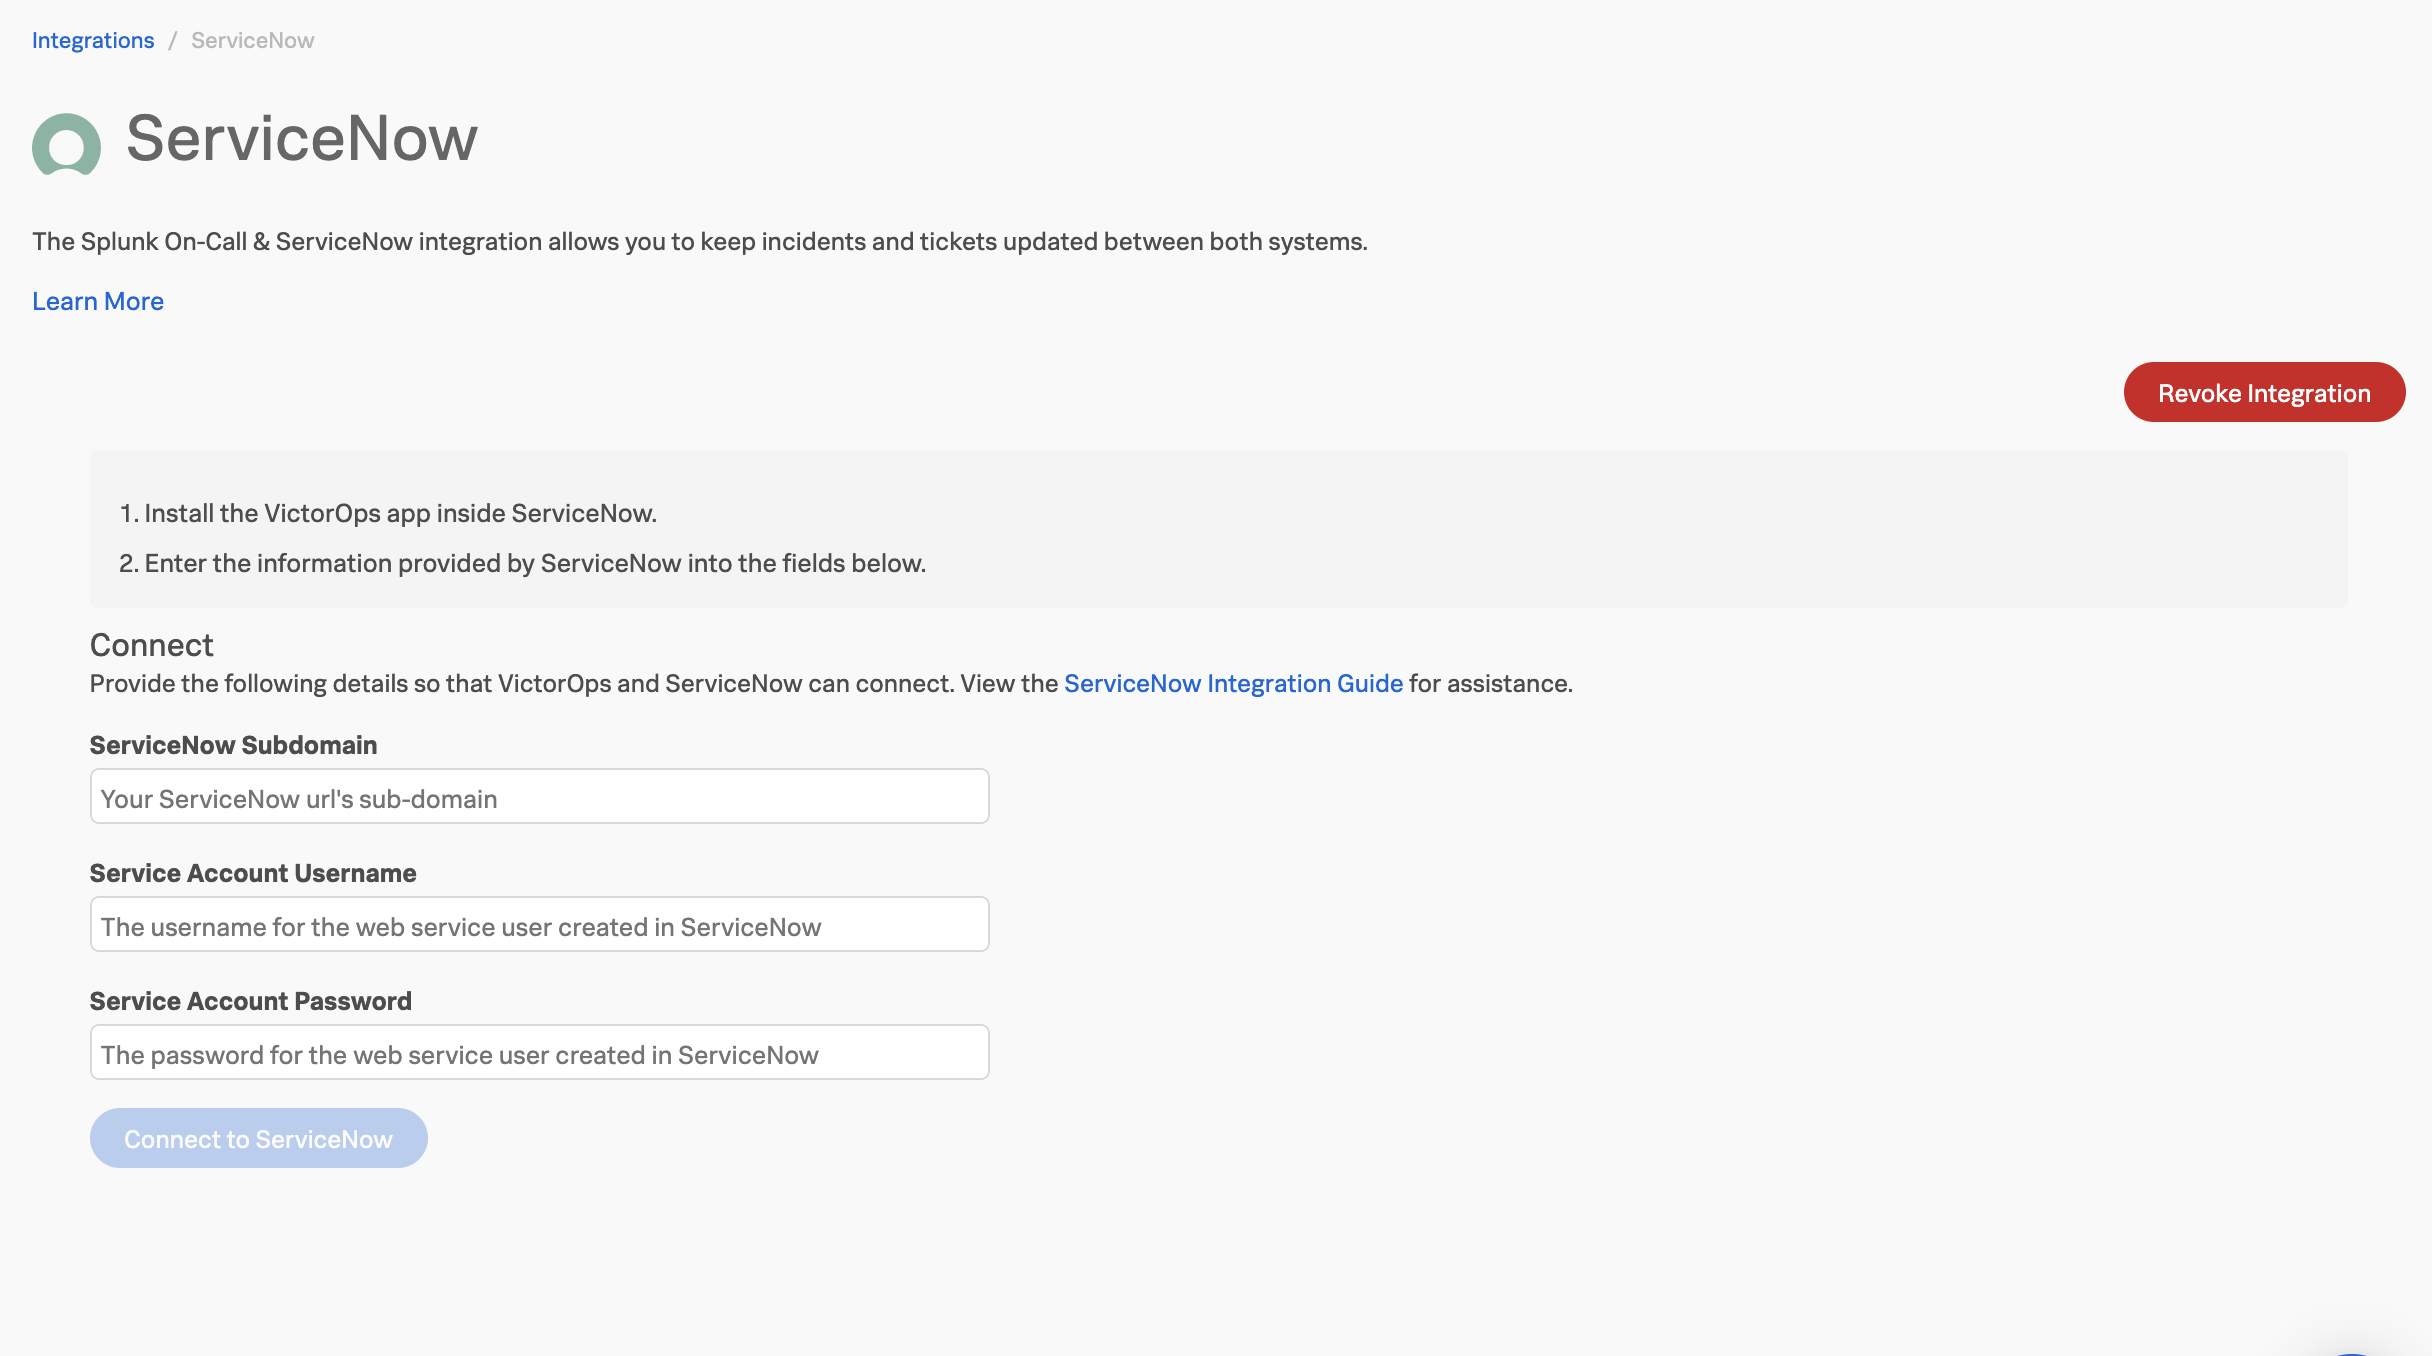 Integrations / ServiceNow
ServiceNow
The Splunk On-Call & ServiceNow integration allows you to keep incidents and tickets updated between both systems.
Learn More
Revoke Integration
1. Install the VictorOps app inside ServiceNow.
2. Enter the information provided by ServiceNow into the fields below.
Connect
Provide the following details so that VictorOps and ServiceNow can connect. View the ServiceNow Integration Guide for assistance.
ServiceNow Subdomain
Your ServiceNow url's sub-domain
Service Account Username
The username for the web service user created in ServiceNow
Service Account Password
The password for the web service user created in ServiceNow
Connect to ServiceNow